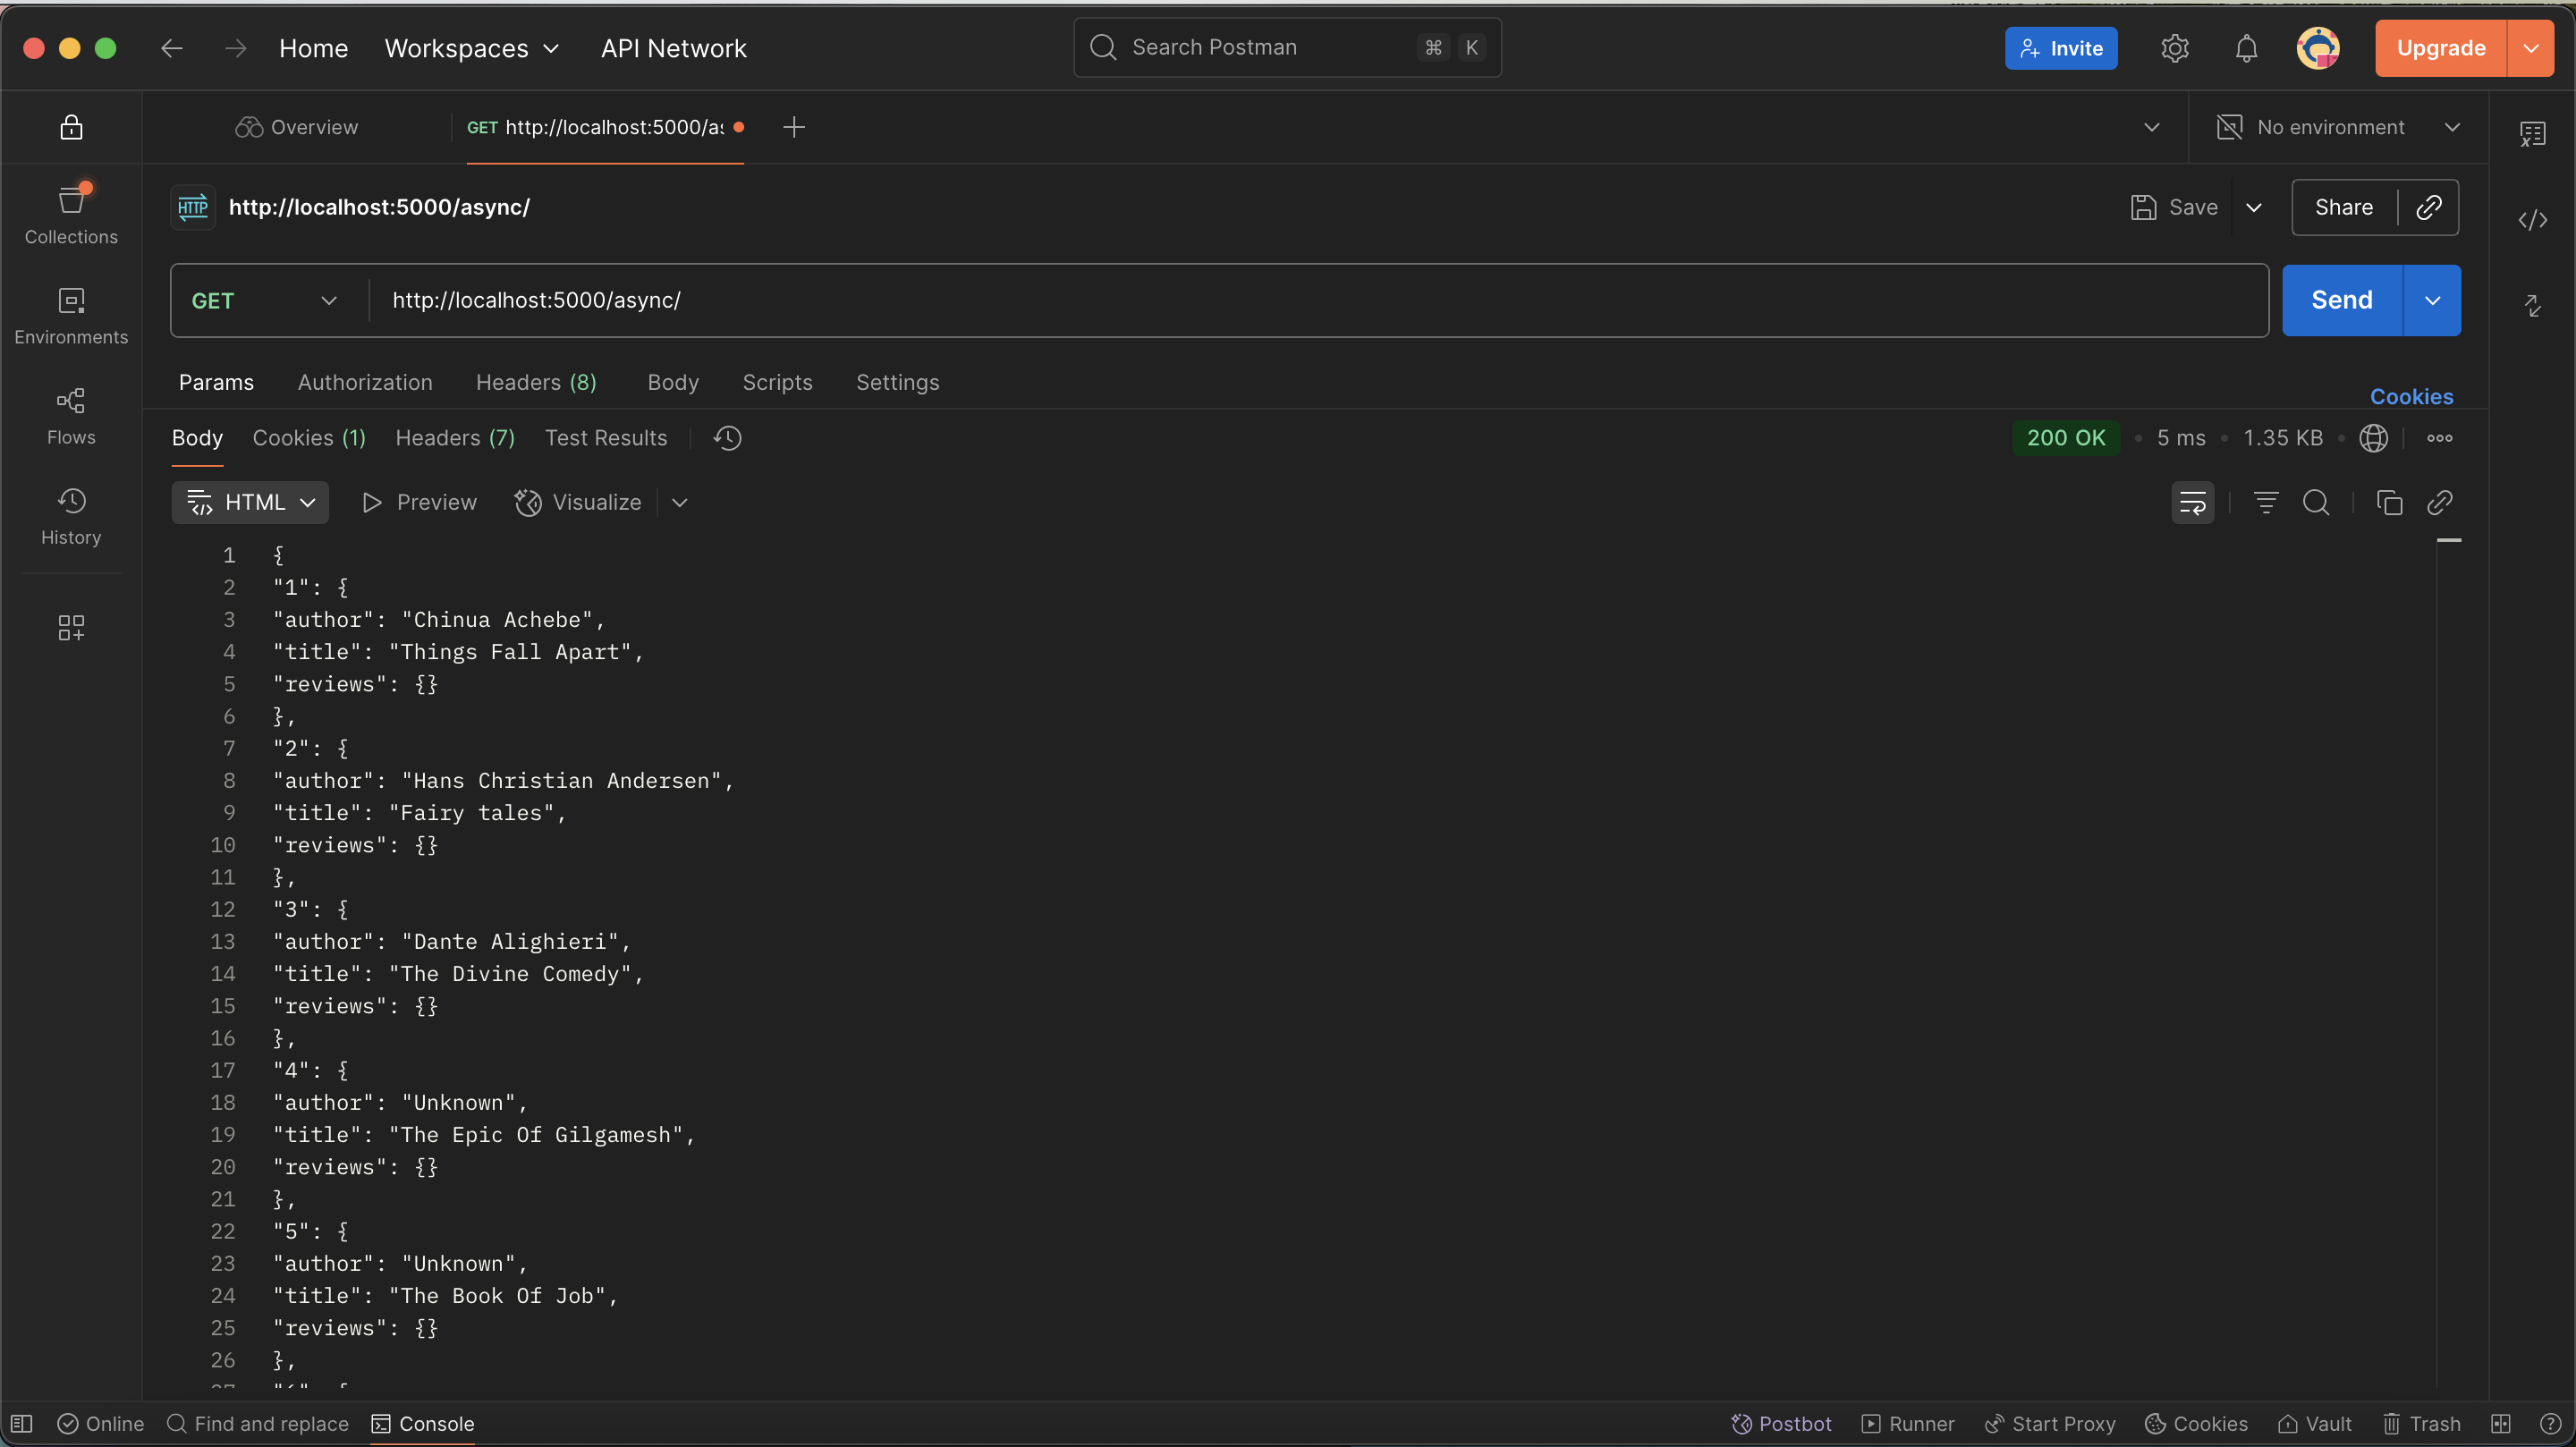 Home Workspaces API Network Search Postman ⌘ K Invite Upgrade
Overview GET http://localhost:5000/as No environment
HTTP http://localhost:5000/async/ Save Share
Collections
GET http://localhost:5000/async/ Send
Environments
Params Authorization Headers (8) Body Scripts Settings Cookies
Flows
Body Cookies (1) Headers (7) Test Results 200 OK 5 ms 1.35 KB
HTML Preview Visualize
History
1 {
2 "1": {
3 "author": "Chinua Achebe",
4 "title": "Things Fall Apart",
5 "reviews": {}
6 },
7 "2": {
8 "author": "Hans Christian Andersen",
9 "title": "Fairy tales",
10 "reviews": {}
11 },
12 "3": {
13 "author": "Dante Alighieri",
14 "title": "The Divine Comedy",
15 "reviews": {}
16 },
17 "4": {
18 "author": "Unknown",
19 "title": "The Epic Of Gilgamesh",
20 "reviews": {}
21 },
22 "5": {
23 "author": "Unknown",
24 "title": "The Book Of Job",
25 "reviews": {}
26 },
Online Find and replace Console Postbot Runner Start Proxy Cookies Vault Trash